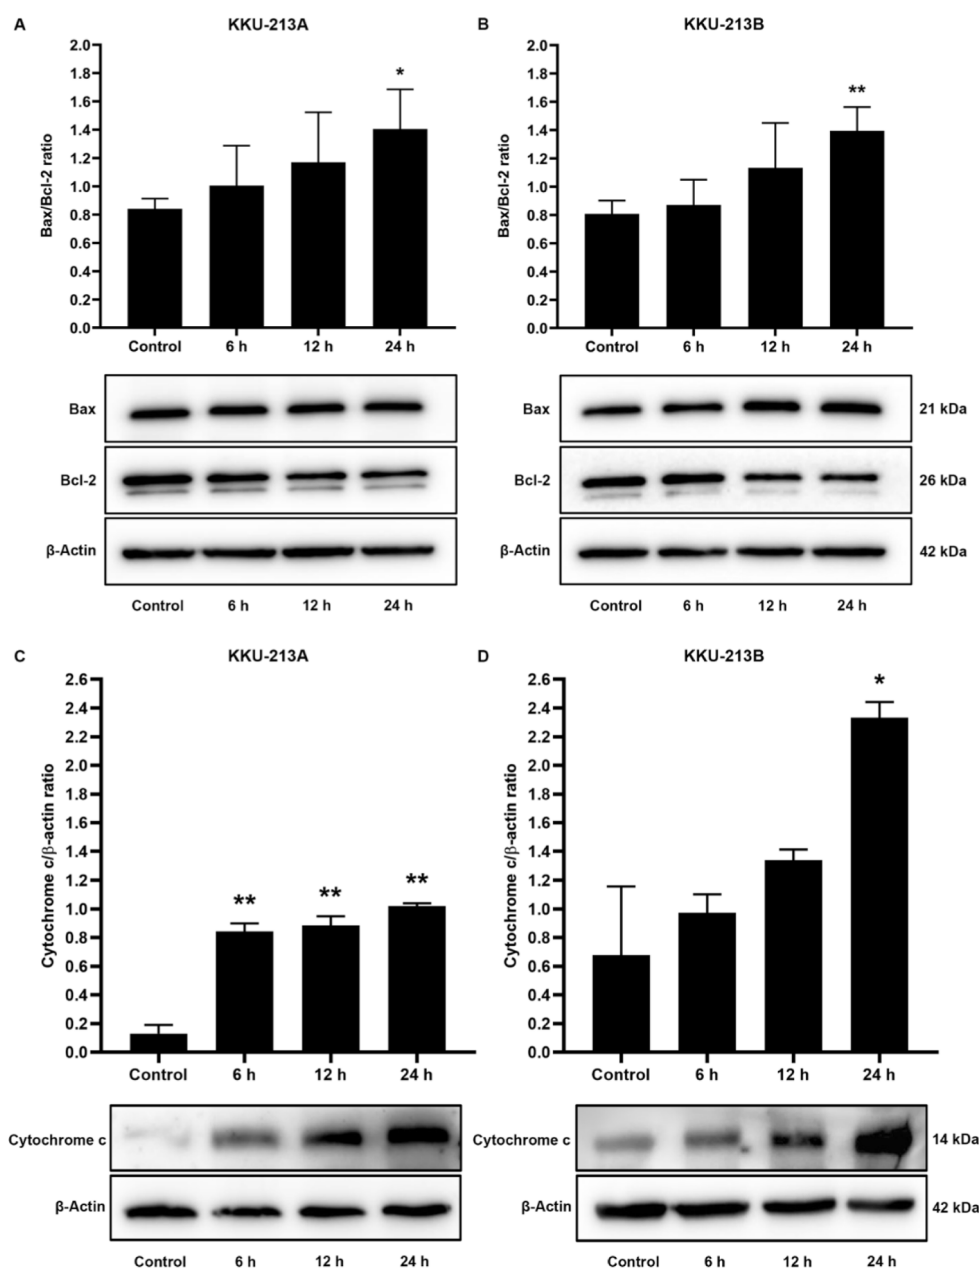 A KKU-213A
Bax/Bcl-2 ratio
2.0
1.8
1.6
1.4
1.2
1.0
0.8
0.6
0.4
0.2
0.0
*
Control 6 h 12 h 24 h
Bax
Bcl-2
β-Actin
Control 6 h 12 h 24 h
B KKU-213B
Bax/Bcl-2 ratio
2.0
1.8
1.6
1.4
1.2
1.0
0.8
0.6
0.4
0.2
0.0
**
Control 6 h 12 h 24 h
Bax 21 kDa
Bcl-2 26 kDa
β-Actin 42 kDa
Control 6 h 12 h 24 h
C KKU-213A
Cytochrome c/β-actin ratio
2.6
2.4
2.2
2.0
1.8
1.6
1.4
1.2
1.0
0.8
0.6
0.4
0.2
0.0
** ** **
Control 6 h 12 h 24 h
Cytochrome c
β-Actin
Control 6 h 12 h 24 h
D KKU-213B
Cytochrome c/β-actin ratio
2.6
2.4
2.2
2.0
1.8
1.6
1.4
1.2
1.0
0.8
0.6
0.4
0.2
0.0
*
Control 6 h 12 h 24 h
Cytochrome c 14 kDa
β-Actin 42 kDa
Control 6 h 12 h 24 h